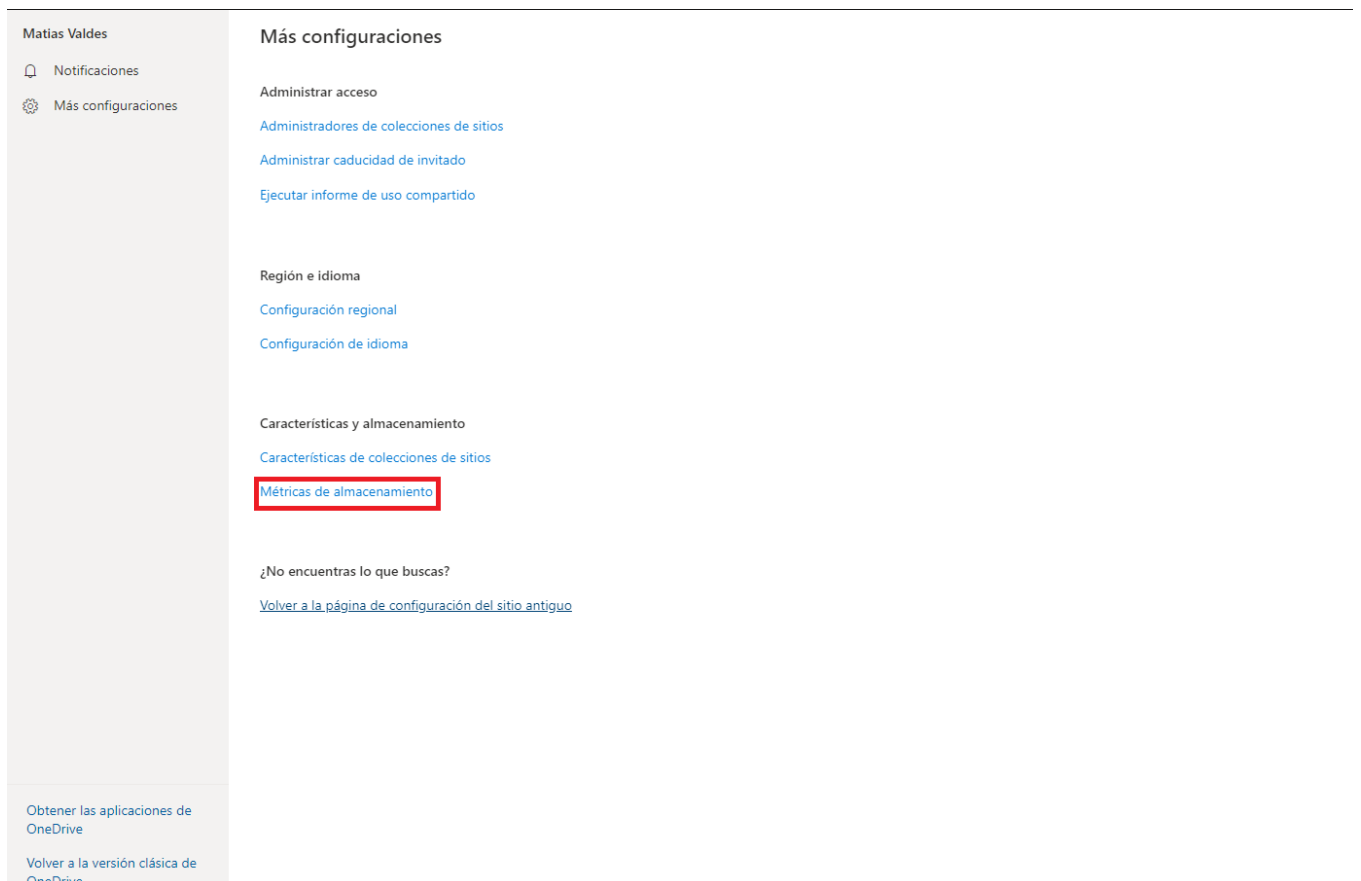 Matias Valdes
Notificaciones
Más configuraciones
Obtener las aplicaciones de
OneDrive
Volver a la versión clásica de
OneDrive
Más configuraciones
Administrar acceso
Administradores de colecciones de sitios
Administrar caducidad de invitado
Ejecutar informe de uso compartido
Región e idioma
Configuración regional
Configuración de idioma
Características y almacenamiento
Características de colecciones de sitios
Métricas de almacenamiento
¿No encuentras lo que buscas?
Volver a la página de configuración del sitio antiguo